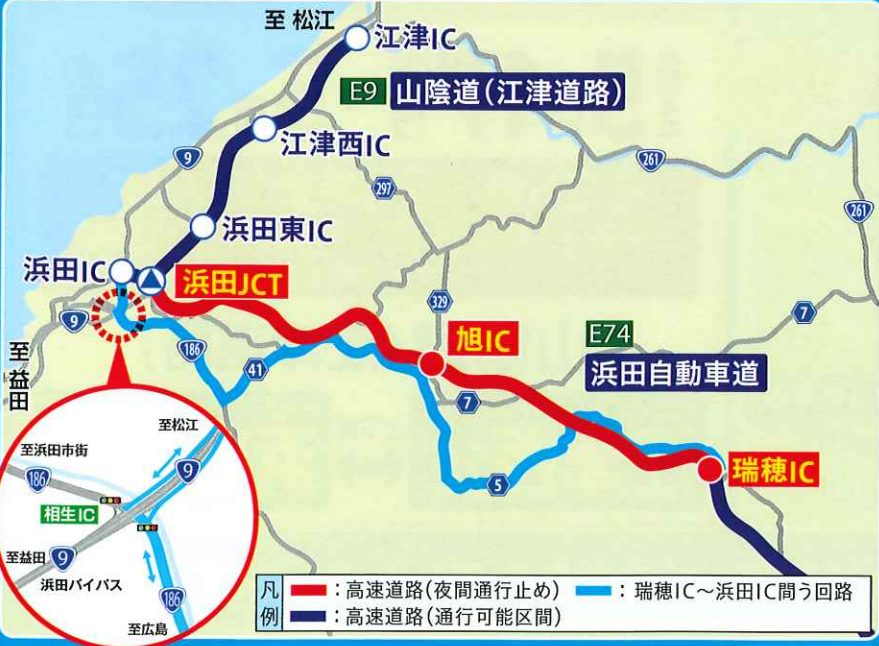 至 松江
江津IC
E9 山陰道(江津道路)
江津西IC
9
261
297
261
浜田東IC
浜田IC
浜田JCT
329
7
9
旭IC
E74
至益田
186
41
浜田自動車道
7
至松江
至浜田市街
9
瑞穂IC
186
5
相生IC
至益田 9
浜田バイパス
186
至広島
凡例
:高速道路(夜間通行止め)
:瑞穂IC～浜田IC間う回路
:高速道路(通行可能区間)